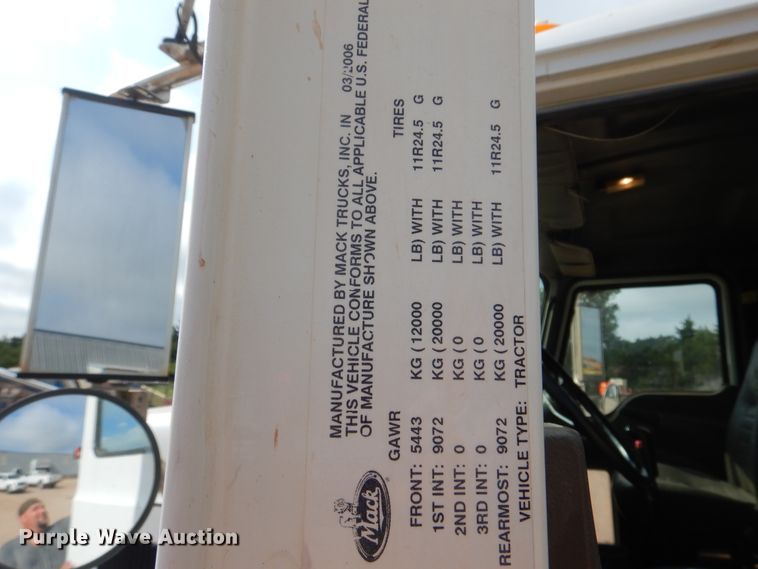 MANUFACTURED BY MACK TRUCKS, INC. IN 03/2006
THIS VEHICLE CONFORMS TO ALL APPLICABLE U.S. FEDERAL
OF MANUFACTURE SHOWN ABOVE.
GAWR TIRES
FRONT: 5443 KG ( 12000 LB) WITH 11R24.5 G
1ST INT: 9072 KG ( 20000 LB) WITH 11R24.5 G
2ND INT: 0 KG ( 0 LB) WITH
3RD INT: 0 KG ( 0 LB) WITH
REARMOST: 9072 KG ( 20000 LB) WITH 11R24.5 G
VEHICLE TYPE: TRACTOR
Mack
Purple Wave Auction